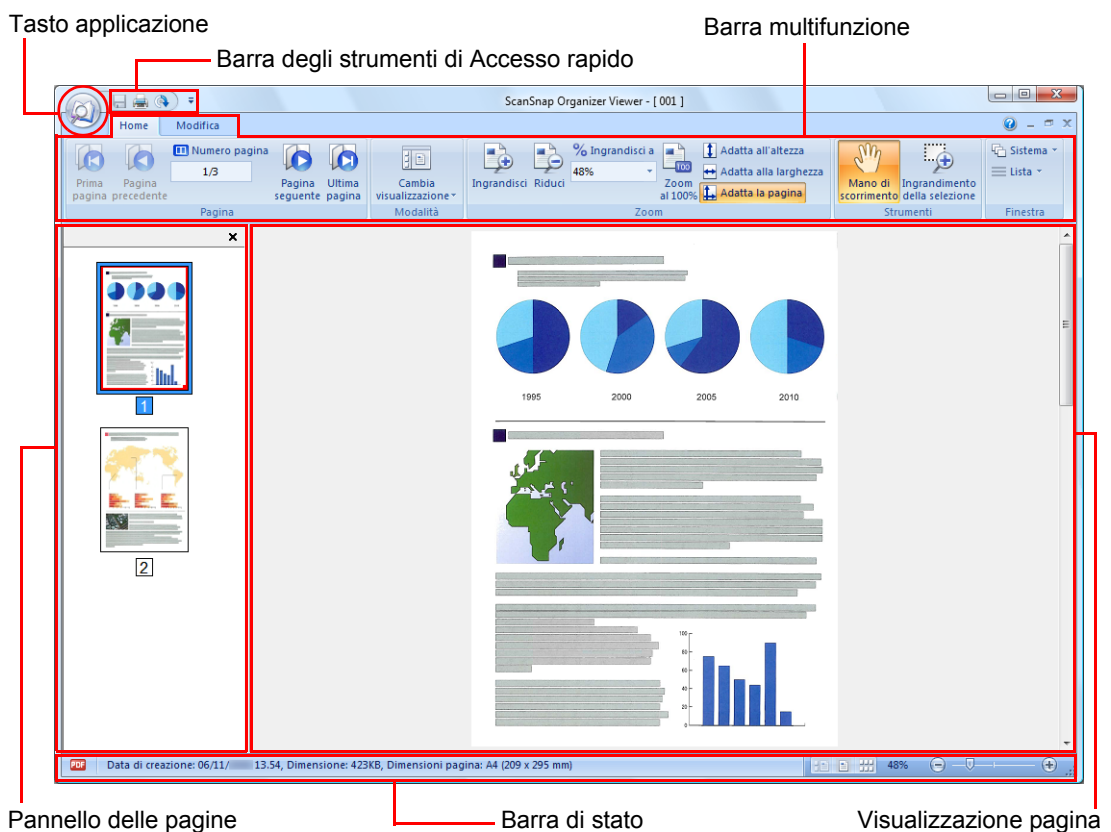 Tasto applicazione
Barra multifunzione
Barra degli strumenti di Accesso rapido
ScanSnap Organizer Viewer - [ 001 ]
Home Modifica
Prima pagina
Pagina precedente
Numero pagina
1/3
Pagina seguente
Ultima pagina
Pagina
Cambia visualizzazione
Modalità
Ingrandisci
Riduci
% Ingrandisci a
48%
100
Zoom al 100%
Adatta all'altezza
Adatta alla larghezza
Adatta la pagina
Zoom
Mano di scorrimento
Ingrandimento della selezione
Strumenti
Sistema
Lista
Finestra
1
2
1995 2000 2005 2010
100
80
60
40
20
0
PDF Data di creazione: 06/11/ 13.54, Dimensione: 423KB, Dimensioni pagina: A4 (209 x 295 mm)
48%
Pannello delle pagine
Barra di stato
Visualizzazione pagina